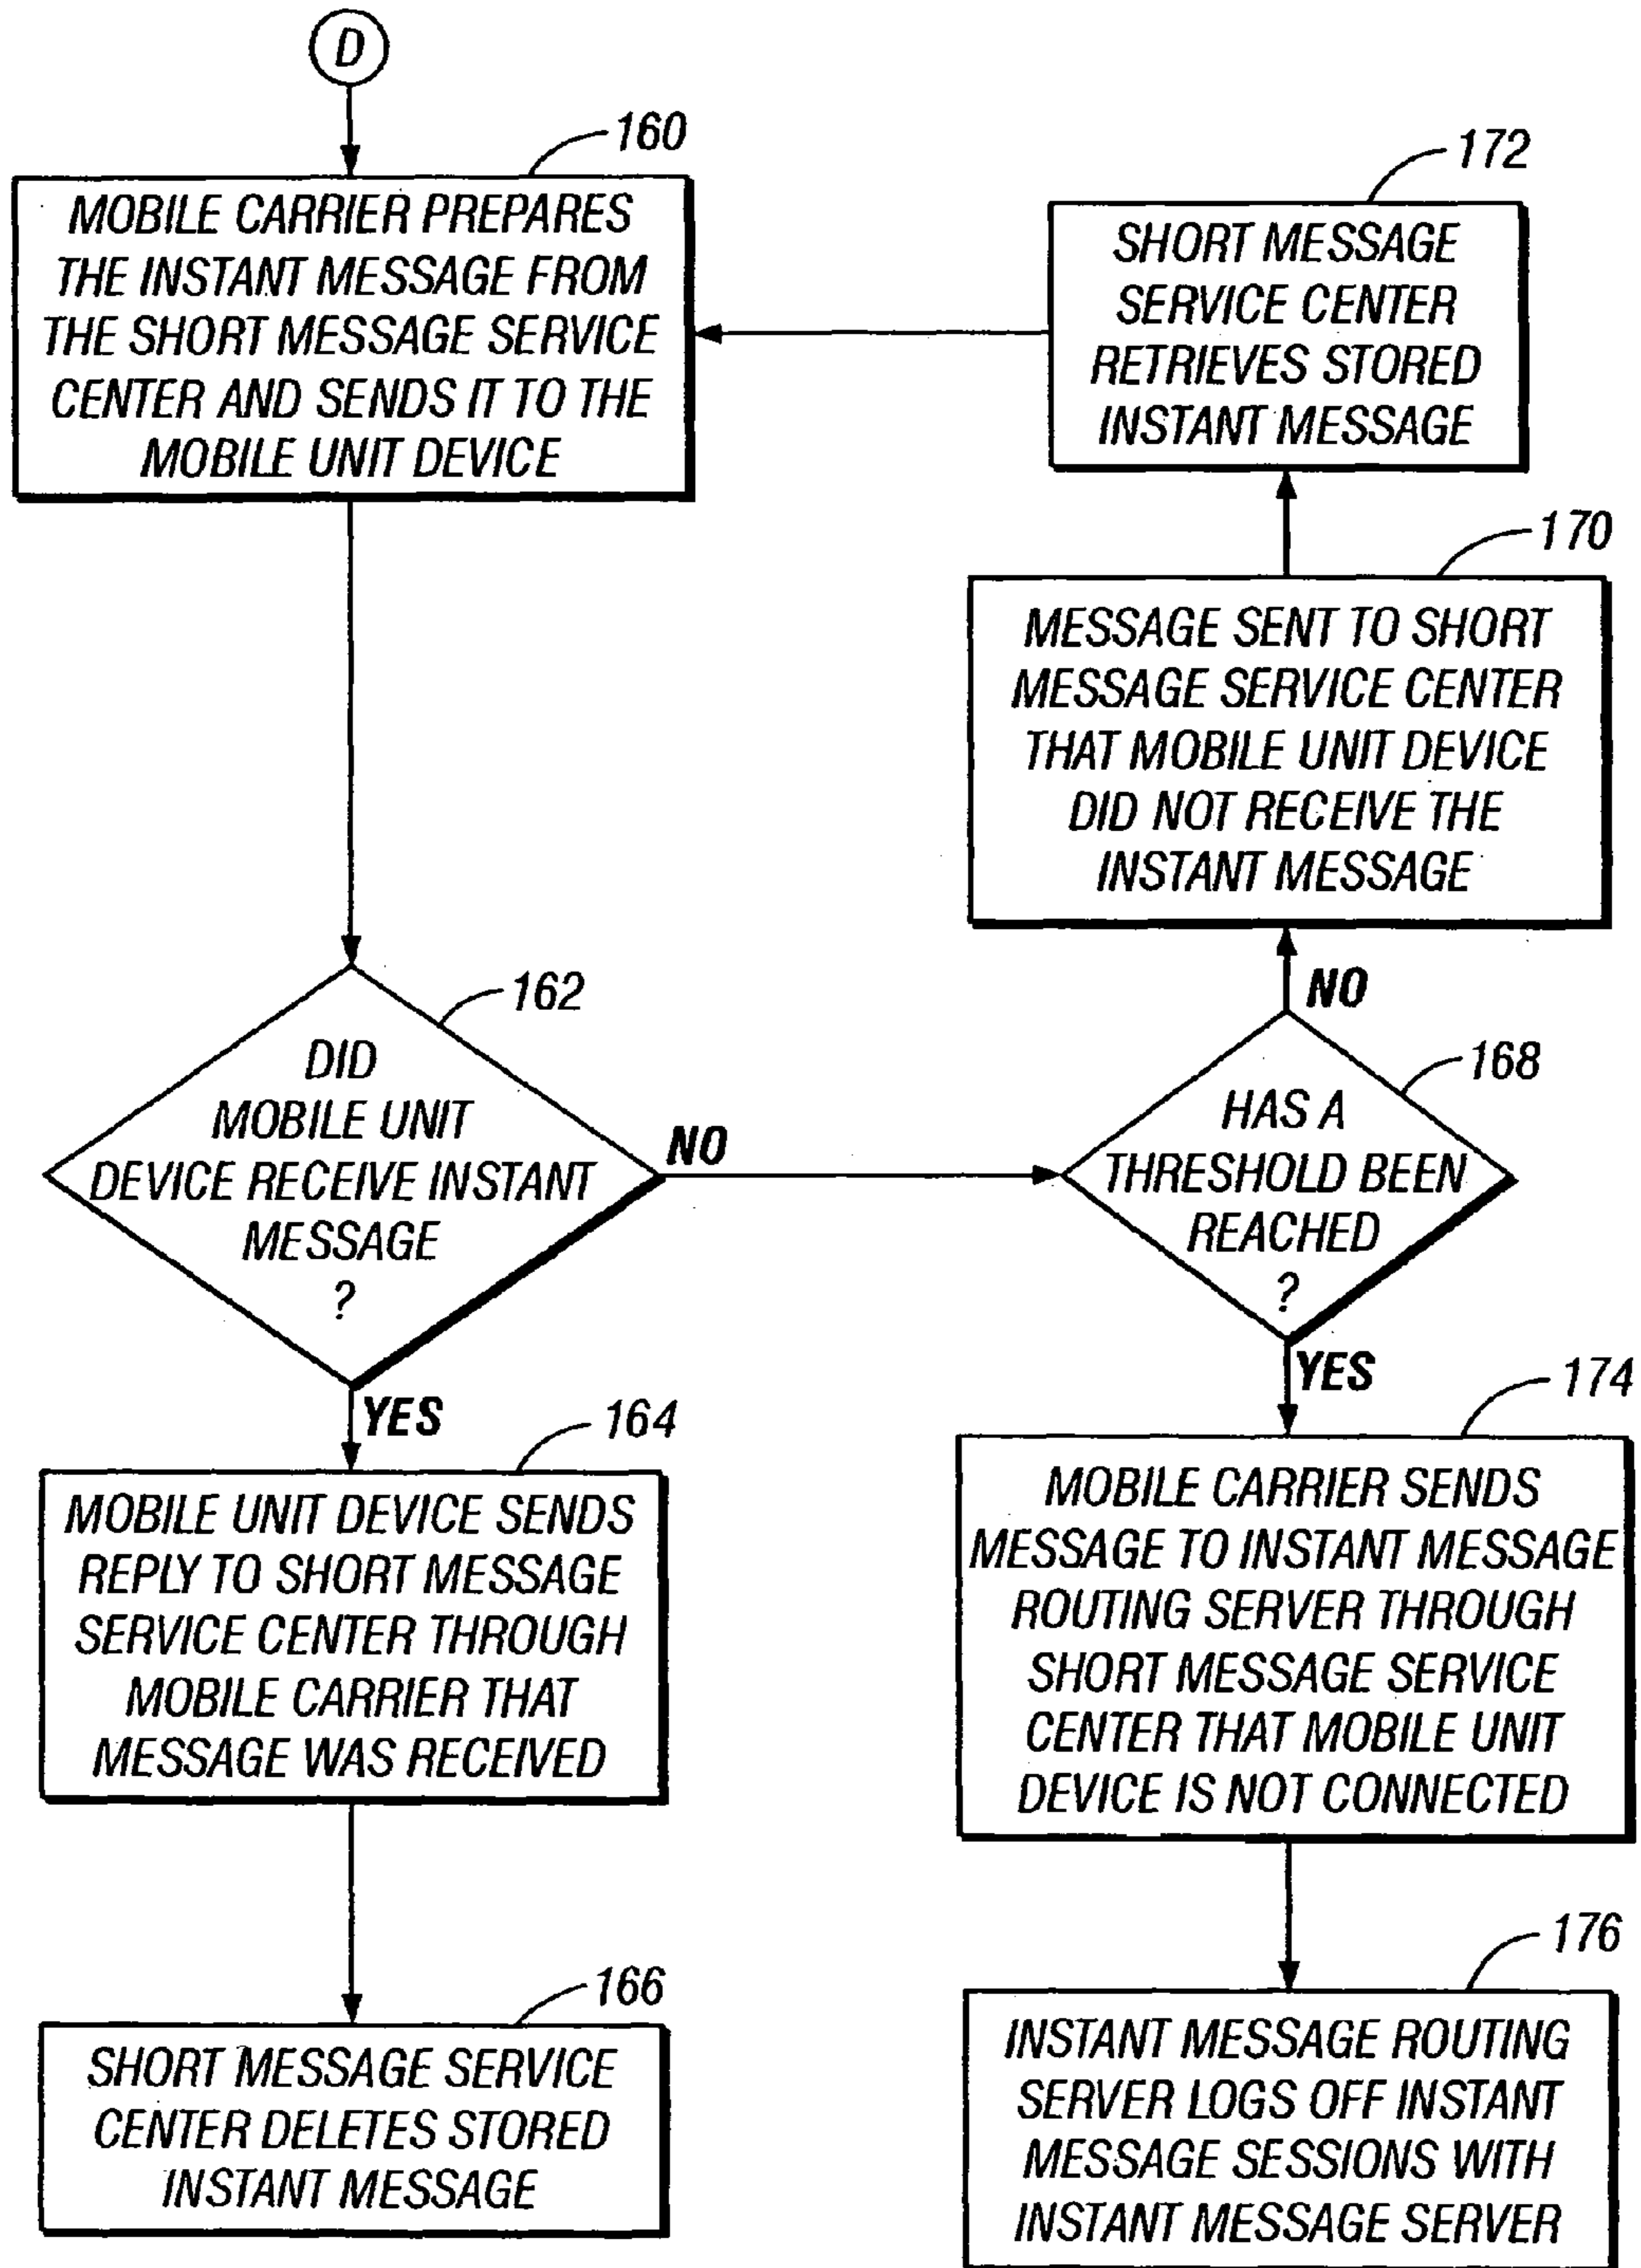 D
160
MOBILE CARRIER PREPARES
THE INSTANT MESSAGE FROM
THE SHORT MESSAGE SERVICE
CENTER AND SENDS IT TO THE
MOBILE UNIT DEVICE
172
SHORT MESSAGE
SERVICE CENTER
RETRIEVES STORED
INSTANT MESSAGE
170
MESSAGE SENT TO SHORT
MESSAGE SERVICE CENTER
THAT MOBILE UNIT DEVICE
DID NOT RECEIVE THE
INSTANT MESSAGE
162
DID
MOBILE UNIT
DEVICE RECEIVE INSTANT
MESSAGE
?
NO
YES
NO
168
HAS A
THRESHOLD BEEN
REACHED
?
YES
164
MOBILE UNIT DEVICE SENDS
REPLY TO SHORT MESSAGE
SERVICE CENTER THROUGH
MOBILE CARRIER THAT
MESSAGE WAS RECEIVED
174
MOBILE CARRIER SENDS
MESSAGE TO INSTANT MESSAGE
ROUTING SERVER THROUGH
SHORT MESSAGE SERVICE
CENTER THAT MOBILE UNIT
DEVICE IS NOT CONNECTED
166
SHORT MESSAGE SERVICE
CENTER DELETES STORED
INSTANT MESSAGE
176
INSTANT MESSAGE ROUTING
SERVER LOGS OFF INSTANT
MESSAGE SESSIONS WITH
INSTANT MESSAGE SERVER